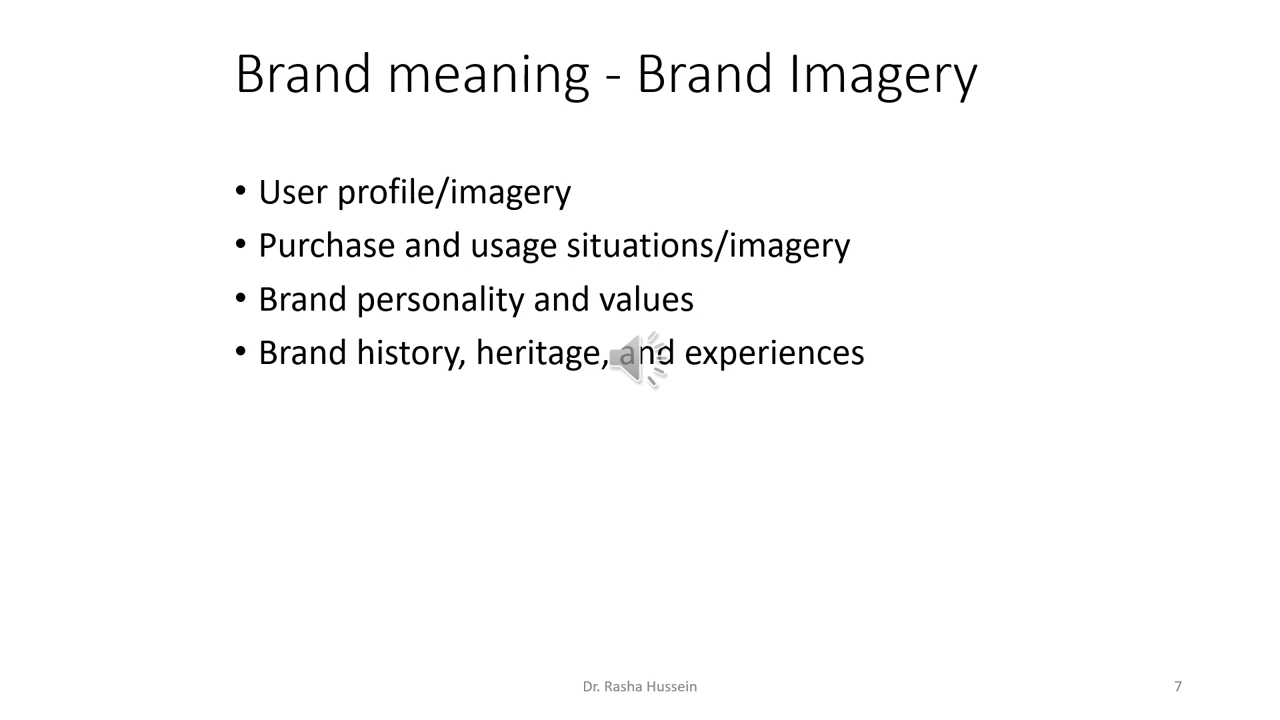 Brand meaning - Brand Imagery
• User profile/imagery
• Purchase and usage situations/imagery
• Brand personality and values
• Brand history, heritage, and experiences
Dr. Rasha Hussein
7